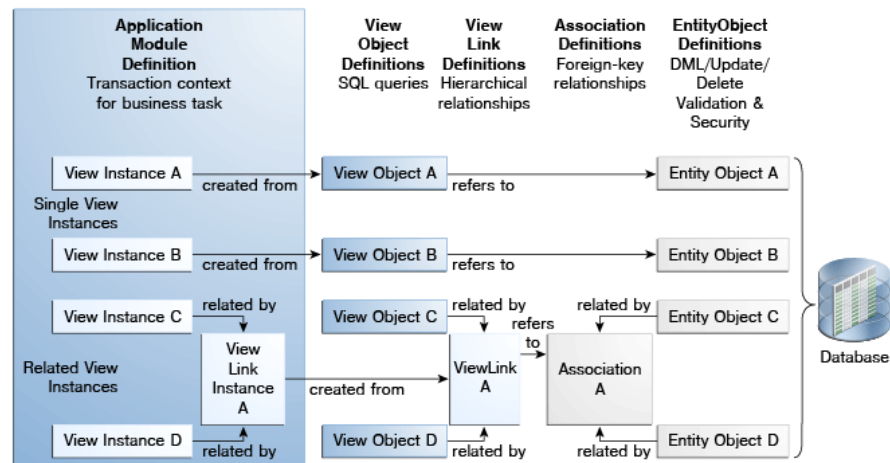 Application
Module
Definition
Transaction context
for business task
View
Object
Definitions
SQL queries
View
Link
Definitions
Hierarchical
relationships
Association
Definitions
Foreign-key
relationships
EntityObject
Definitions
DML/Update/
Delete
Validation &
Security
View Instance A
created from
View Object A
refers to
Entity Object A
Single View
Instances
View Instance B
created from
View Object B
refers to
Entity Object B
View Instance C
related by
View Object C
related by
refers
to
related by
Entity Object C
Related View
Instances
View
Link
Instance
A
created from
ViewLink
A
Association
A
Database
View Instance D
related by
View Object D
related by
related by
Entity Object D